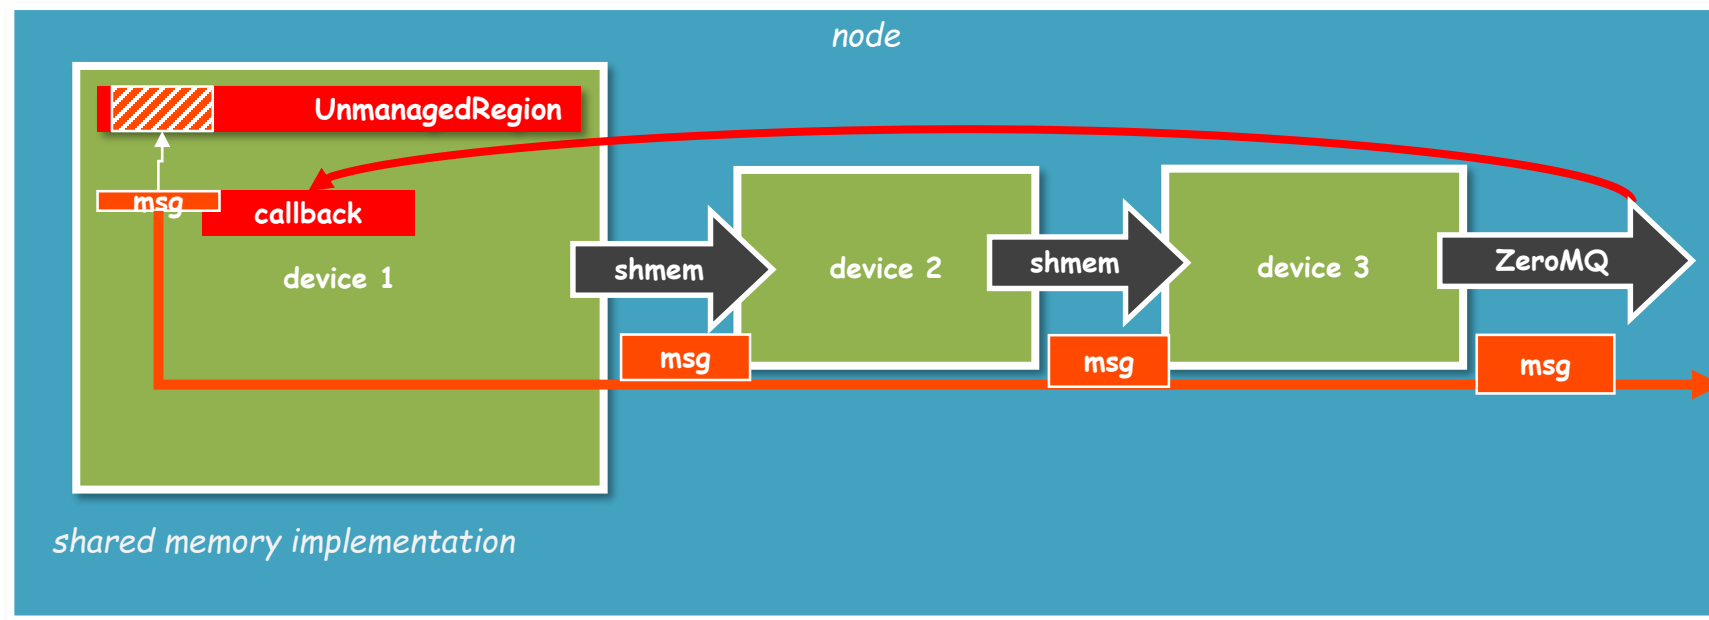 node
UnmanagedRegion
msg
callback
device 1
shmem
device 2
shmem
device 3
ZeroMQ
msg
msg
msg
shared memory implementation